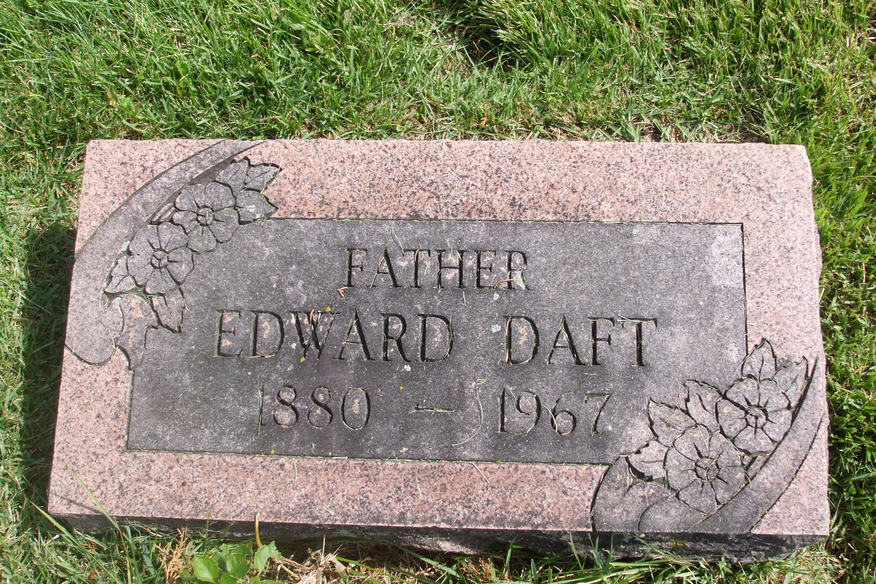 FATHER
EDWARD DAFT
1880 – 1967